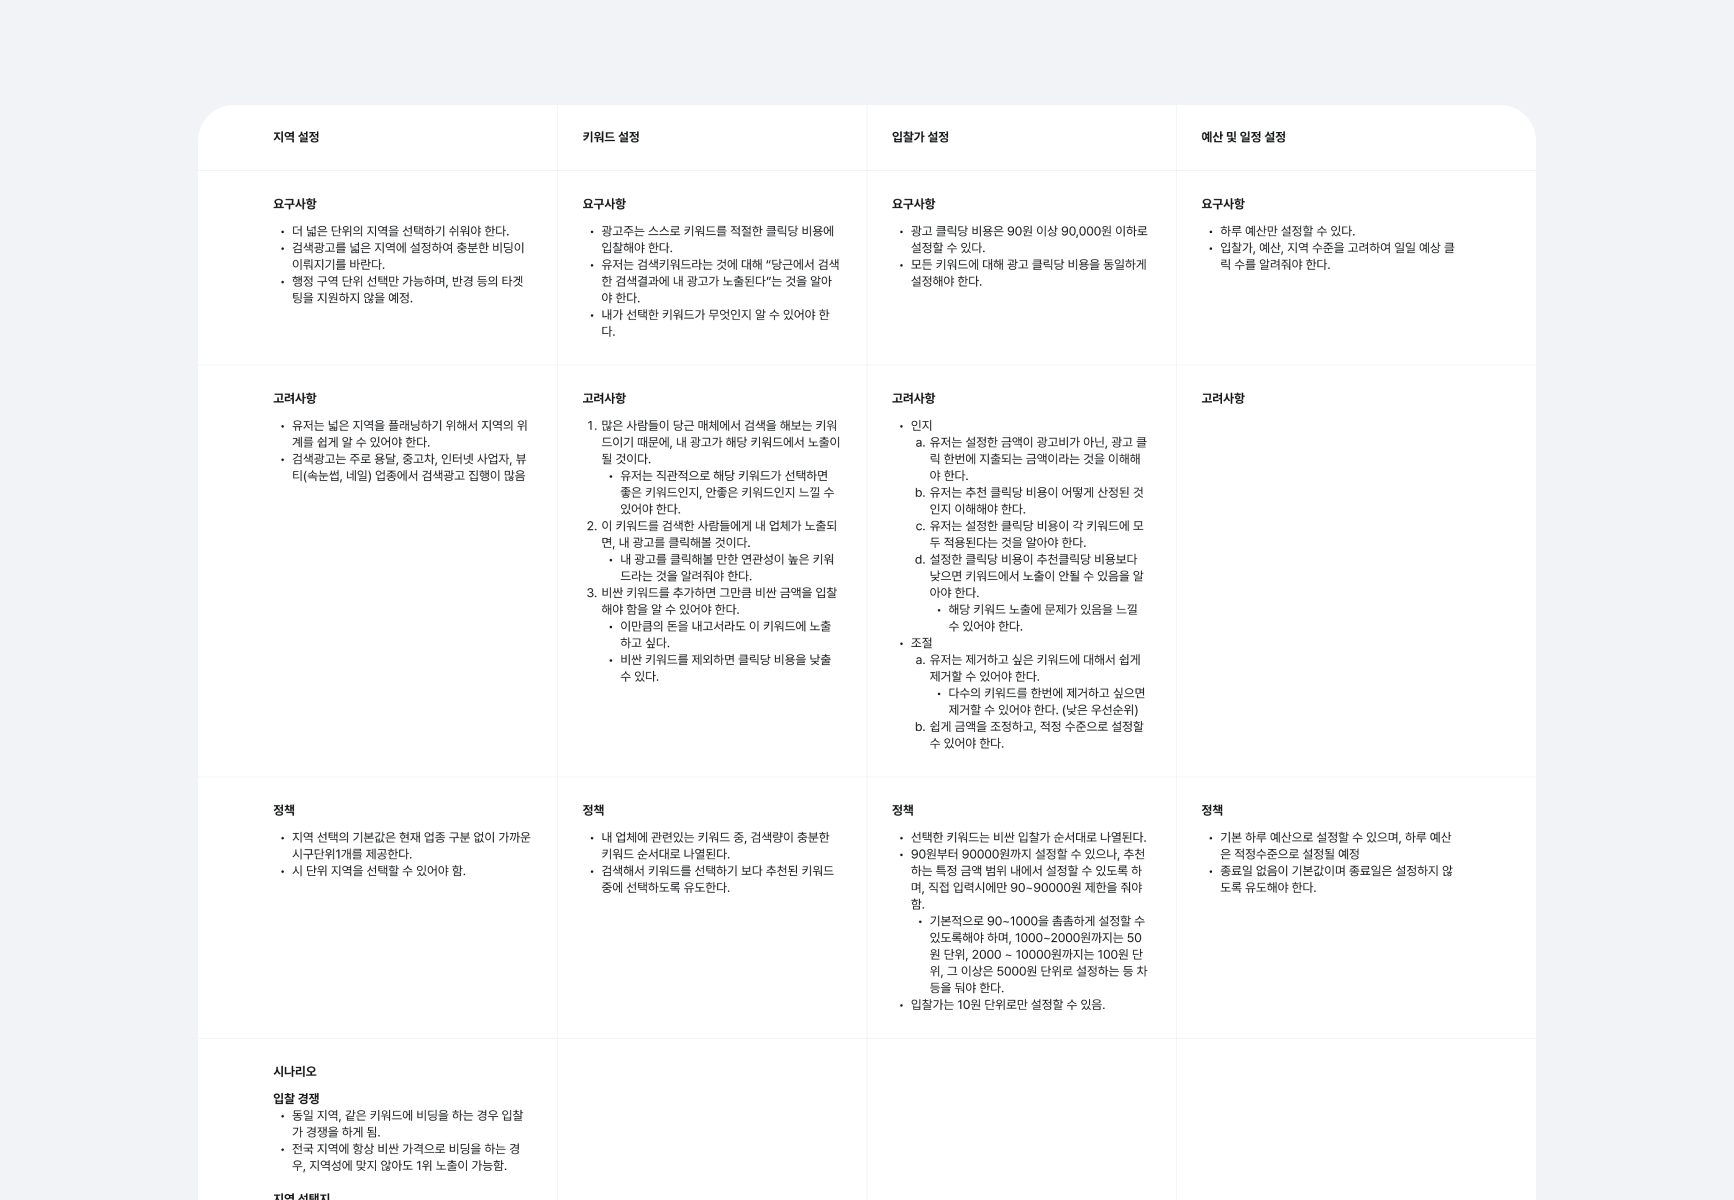 지역 설정
키워드 설정
입찰가 설정
예산 및 일정 설정
요구사항
• 더 넓은 단위의 지역을 선택하기 쉬워야 한다.
• 검색광고를 넓은 지역에 설정하여 충분한 비딩이
이뤄지기를 바란다.
• 행정 구역 단위 선택만 가능하며, 반경 등의 타겟
팅을 지원하지 않을 예정.
요구사항
• 광고주는 스스로 키워드를 적절한 클릭당 비용에
입찰해야 한다.
• 유저는 검색키워드라는 것에 대해 “당근에서 검색
한 검색결과에 내 광고가 노출된다”는 것을 알아
야 한다.
• 내가 선택한 키워드가 무엇인지 알 수 있어야 한
다.
요구사항
• 광고 클릭당 비용은 90원 이상 90,000원 이하로
설정할 수 있다.
• 모든 키워드에 대해 광고 클릭당 비용을 동일하게
설정해야 한다.
요구사항
• 하루 예산만 설정할 수 있다.
• 입찰가, 예산, 지역 수준을 고려하여 일일 예상 클
릭 수를 알려줘야 한다.
고려사항
• 유저는 넓은 지역을 플래닝하기 위해서 지역의 위
계를 쉽게 알 수 있어야 한다.
• 검색광고는 주로 용달, 중고차, 인터넷 사업자, 뷰
티(속눈썹, 네일) 업종에서 검색광고 집행이 많음
고려사항
1. 많은 사람들이 당근 매체에서 검색을 해보는 키워
드이기 때문에, 내 광고가 해당 키워드에서 노출이
될 것이다.
• 유저는 직관적으로 해당 키워드가 선택하면
좋은 키워드인지, 안좋은 키워드인지 느낄 수
있어야 한다.
2. 이 키워드를 검색한 사람들에게 내 업체가 노출되
면, 내 광고를 클릭해볼 것이다.
• 내 광고를 클릭해볼 만한 연관성이 높은 키워
드라는 것을 알려줘야 한다.
3. 비싼 키워드를 추가하면 그만큼 비싼 금액을 입찰
해야 함을 알 수 있어야 한다.
• 이만큼의 돈을 내고서라도 이 키워드에 노출
하고 싶다.
• 비싼 키워드를 제외하면 클릭당 비용을 낮출
수 있다.
고려사항
• 인지
a. 유저는 설정한 금액이 광고비가 아닌, 광고 클
릭 한번에 지출되는 금액이라는 것을 이해해
야 한다.
b. 유저는 추천 클릭당 비용이 어떻게 산정된 것
인지 이해해야 한다.
c. 유저는 설정한 클릭당 비용이 각 키워드에 모
두 적용된다는 것을 알아야 한다.
d. 설정한 클릭당 비용이 추천클릭당 비용보다
낮으면 키워드에서 노출이 안될 수 있음을 알
아야 한다.
• 해당 키워드 노출에 문제가 있음을 느낄
수 있어야 한다.
• 조절
a. 유저는 제거하고 싶은 키워드에 대해서 쉽게
제거할 수 있어야 한다.
• 다수의 키워드를 한번에 제거하고 싶으면
제거할 수 있어야 한다. (낮은 우선순위)
b. 쉽게 금액을 조정하고, 적정 수준으로 설정할
수 있어야 한다.
고려사항
정책
• 지역 선택의 기본값은 현재 업종 구분 없이 가까운
시구단위1개를 제공한다.
• 시 단위 지역을 선택할 수 있어야 함.
정책
• 내 업체에 관련있는 키워드 중, 검색량이 충분한
키워드 순서대로 나열된다.
• 검색해서 키워드를 선택하기 보다 추천된 키워드
중에 선택하도록 유도한다.
정책
• 선택한 키워드는 비싼 입찰가 순서대로 나열된다.
• 90원부터 90000원까지 설정할 수 있으나, 추천
하는 특정 금액 범위 내에서 설정할 수 있도록 하
며, 직접 입력시에만 90~90000원 제한을 줘야
함.
• 기본적으로 90~1000을 촘촘하게 설정할 수
있도록해야 하며, 1000~2000원까지는 50
원 단위, 2000 ~ 10000원까지는 100원 단
위, 그 이상은 5000원 단위로 설정하는 등 차
등을 둬야 한다.
• 입찰가는 10원 단위로만 설정할 수 있음.
정책
• 기본 하루 예산으로 설정할 수 있으며, 하루 예산
은 적정수준으로 설정될 예정
• 종료일 없음이 기본값이며 종료일은 설정하지 않
도록 유도해야 한다.
시나리오
입찰 경쟁
• 동일 지역, 같은 키워드에 비딩을 하는 경우 입찰
가 경쟁을 하게 됨.
• 전국 지역에 항상 비싼 가격으로 비딩을 하는 경
우, 지역성에 맞지 않아도 1위 노출이 가능함.
지역 선택지